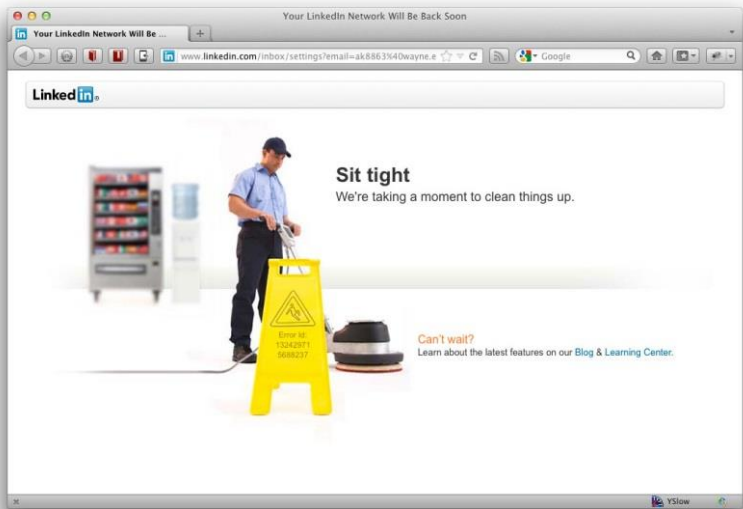 Your LinkedIn Network Will Be Back Soon
Your LinkedIn Network Will Be ...
www.linkedin.com/inbox/settings?email=ak8863%40wayne.e
Google
Linked in
Sit tight
We're taking a moment to clean things up.
Error id:
13242971
5688237
Can't wait?
Learn about the latest features on our Blog & Learning Center.
YSlow